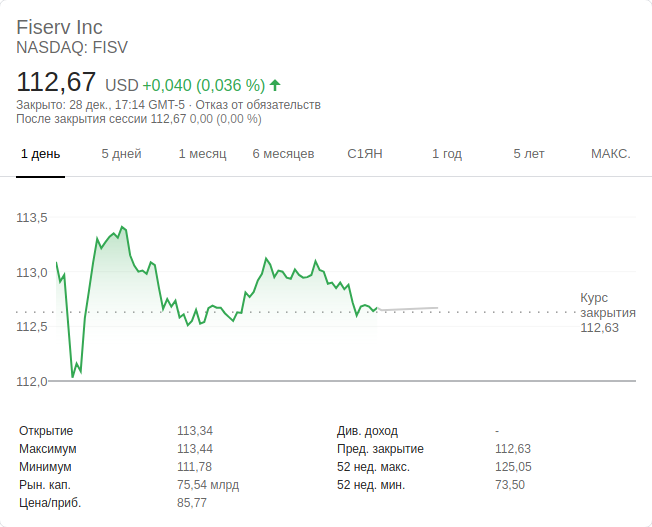 Fiserv Inc
NASDAQ: FISV
112,67 USD +0,040 (0,036 %)
Закрыто: 28 дек., 17:14 GMT-5 · Отказ от обязательств
После закрытия сессии 112,67 0,00 (0,00 %)
1 день 5 дней 1 месяц 6 месяцев С1ЯН 1 год 5 лет МАКС.
113,5
113,0
Курс
закрытия
112,63
112,5
112,0
Открытие 113,34 Див. доход -
Максимум 113,44 Пред. закрытие 112,63
Минимум 111,78 52 нед. макс. 125,05
Рын. кап. 75,54 млрд 52 нед. мин. 73,50
Цена/приб. 85,77